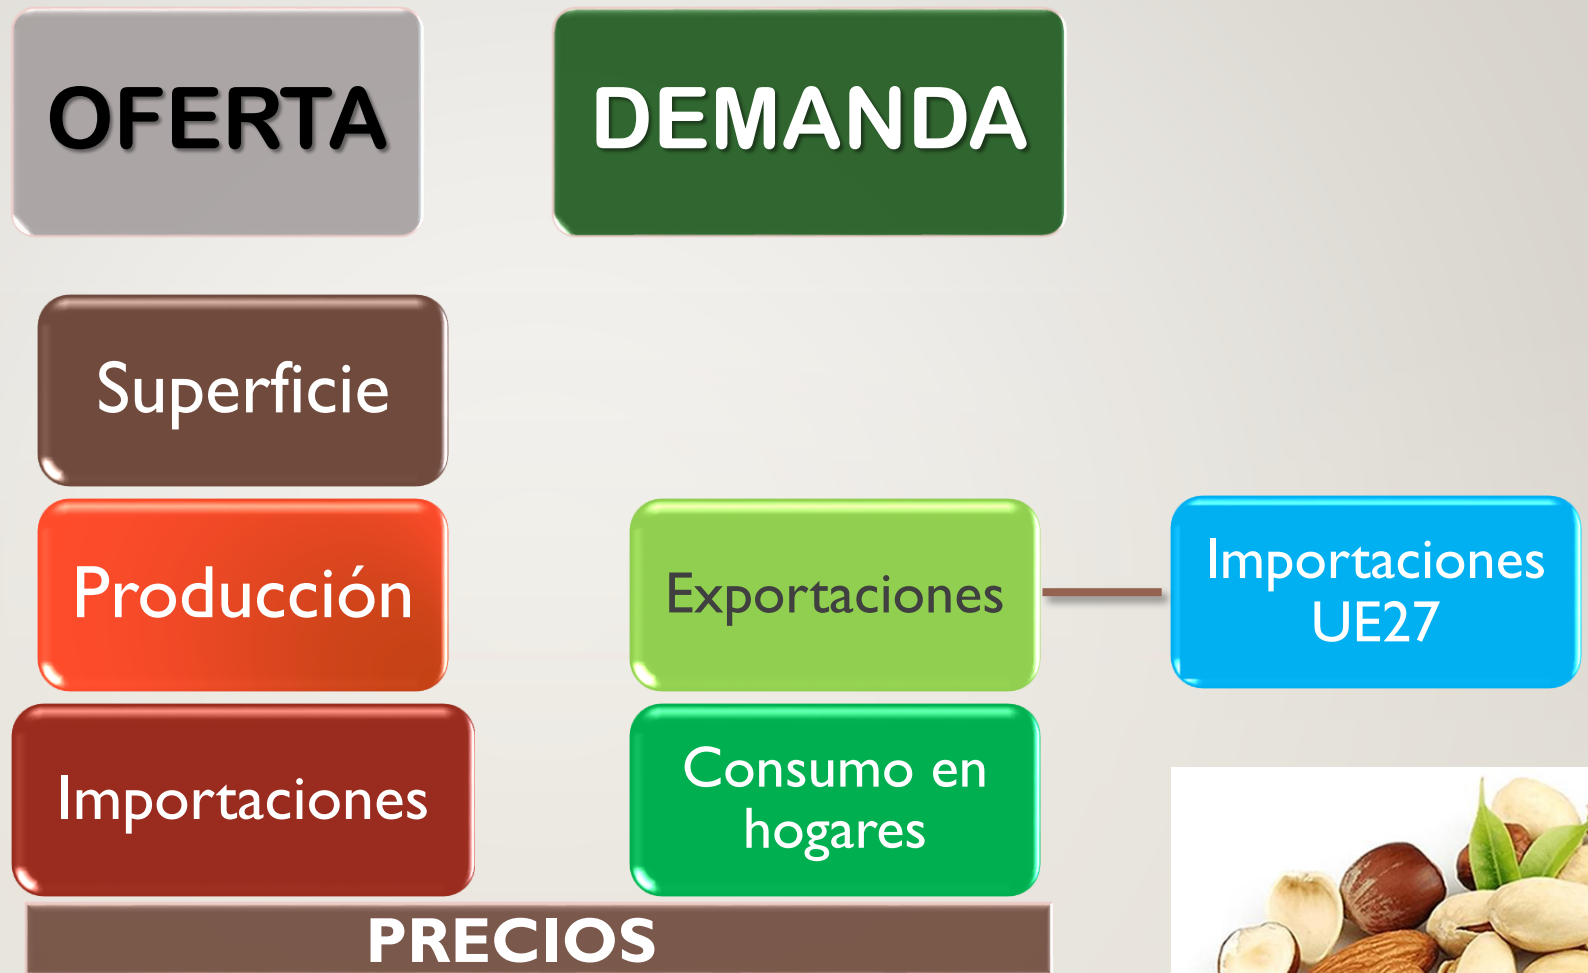 OFERTA
DEMANDA
Superficie
Producción
Exportaciones
Importaciones
UE27
Importaciones
Consumo en
hogares
PRECIOS